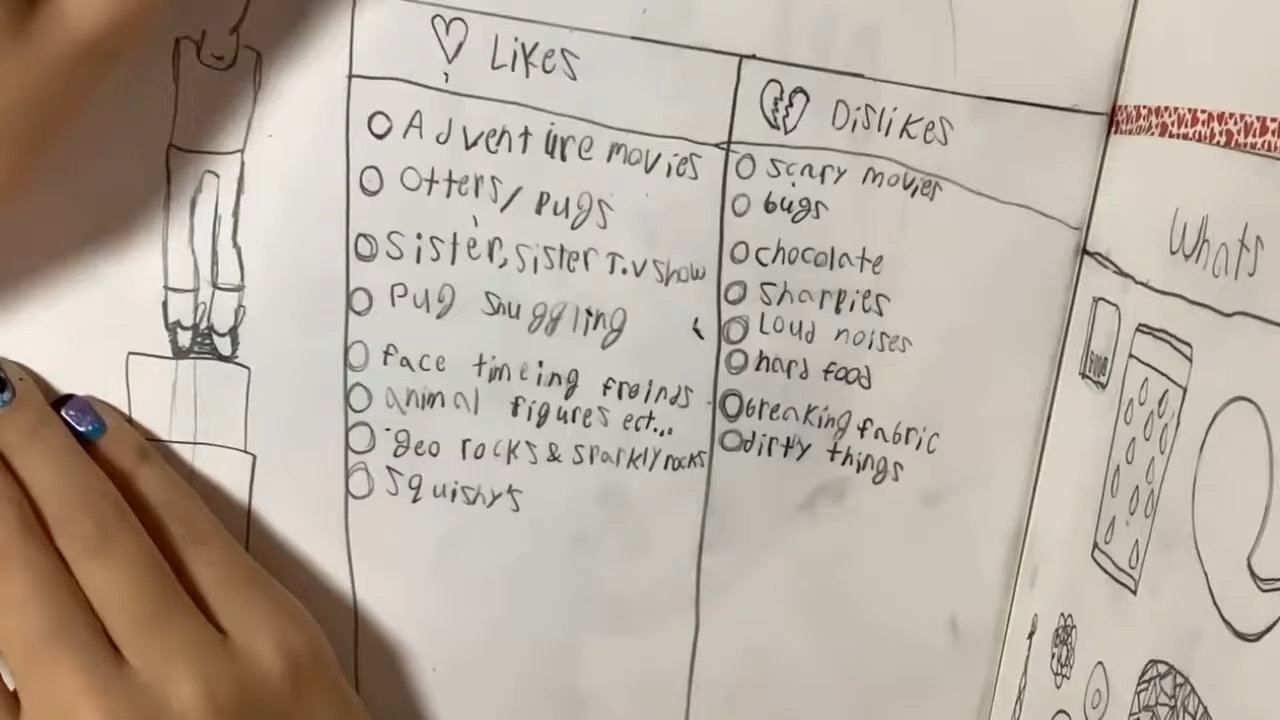 Likes
Adventure movies
Otters/ pugs
Sister, sister T.V show
Pug snuggling
face timeing freinds
animal figures ect...
geo rocks & sparkly rocks
Squishy's
Dislikes
scary movies
bugs
chocolate
Sharpies
Loud noises
hard food
breaking fabric
dirty things
Whats